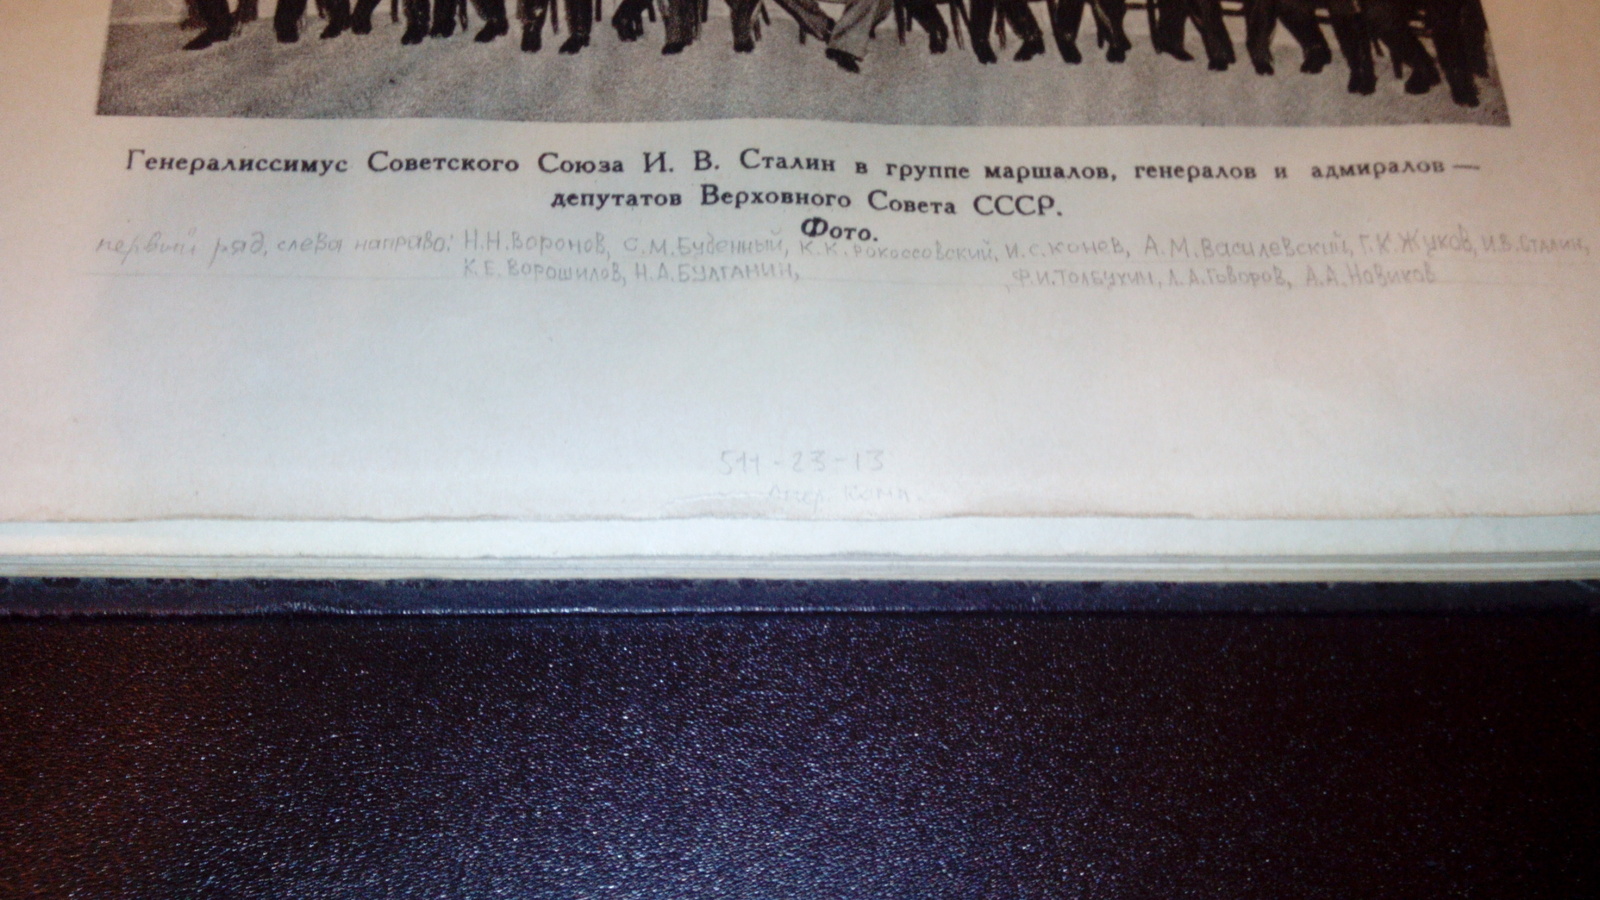 Генералиссимус Советского Союза И. В. Сталин в группе маршалов, генералов и адмиралов —
депутатов Верховного Совета СССР.
Фото.
первый ряд, слева направо: Н.Н.Воронов, С.М.Буденный, К.К.Рокоссовский, И.С.Конев, А.М.Василевский, Г.К.Жуков, И.В.Сталин,
К.Е.Ворошилов, Н.А.БУЛГАНИН, Ф.И.ТОЛБУХИН, Л.А.Говоров, А.А.Новиков
511-23-13